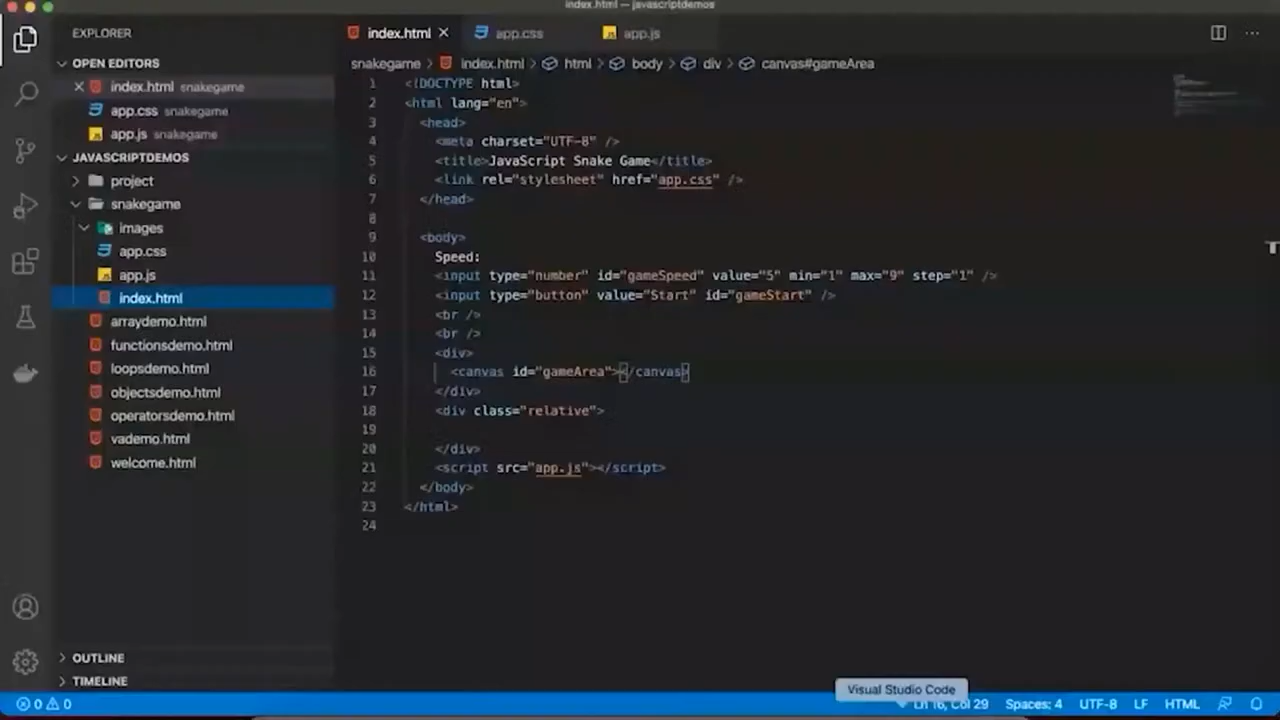 index.html — javascriptdemos
EXPLORER
OPEN EDITORS
index.html snakegame
app.css snakegame
app.js snakegame
JAVASCRIPTDEMOS
project
snakegame
images
app.css
app.js
index.html
arraydemo.html
functionsdemo.html
loopsdemo.html
objectsdemo.html
operatorsdemo.html
vademo.html
welcome.html
OUTLINE
TIMELINE
index.html app.css app.js
snakegame > index.html > html > body > div > canvas#gameArea
1 <!DOCTYPE html>
2 <html lang="en">
3 <head>
4 <meta charset="UTF-8" />
5 <title>JavaScript Snake Game</title>
6 <link rel="stylesheet" href="app.css" />
7 </head>
8
9 <body>
10 Speed:
11 <input type="number" id="gameSpeed" value="5" min="1" max="9" step="1" />
12 <input type="button" value="Start" id="gameStart" />
13 <br />
14 <br />
15 <div>
16 <canvas id="gameArea"></canvas>
17 </div>
18 <div class="relative">
19
20 </div>
21 <script src="app.js"></script>
22 </body>
23 </html>
24
Visual Studio Code
0 0 Ln 16, Col 29 Spaces: 4 UTF-8 LF HTML